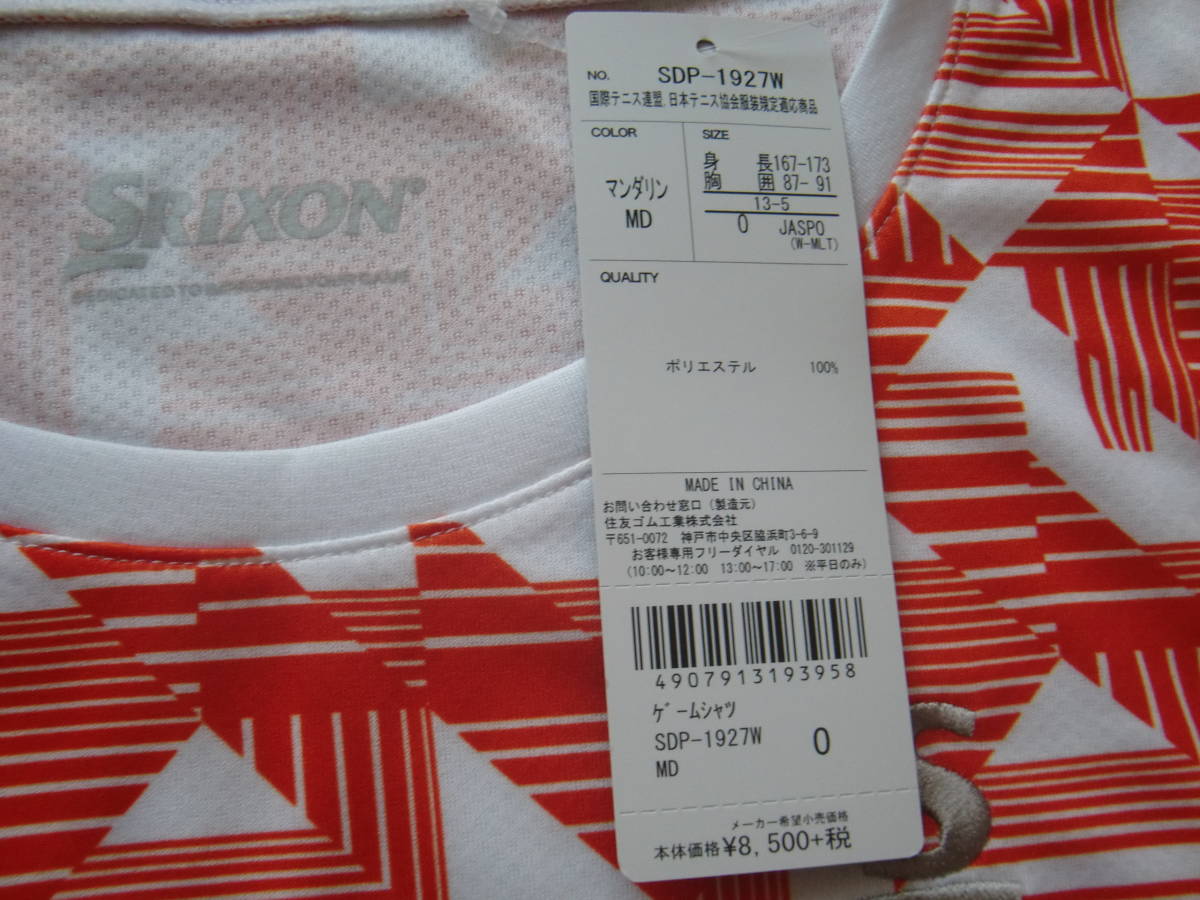 SRIXON®
DEDICATED TO IMPROVING YOUR GAME
NO. SDP-1927W
国際テニス連盟,日本テニス協会服装規定適応商品
COLOR
マンダリン
MD
SIZE
身 長167-173
胸 囲 87- 91
13-5
0 JASPO
(W-MLT)
QUALITY
ポリエステル 100%
MADE IN CHINA
お問い合わせ窓口 (製造元)
住友ゴム工業株式会社
〒651-0072 神戸市中央区脇浜町3-6-9
お客様専用フリーダイヤル 0120-301129
(10:00~12:00 13:00~17:00 ※平日のみ)
4907913193958
ゲームシャツ
SDP-1927W 0
MD
メーカー希望小売価格
本体価格¥8,500+税
S